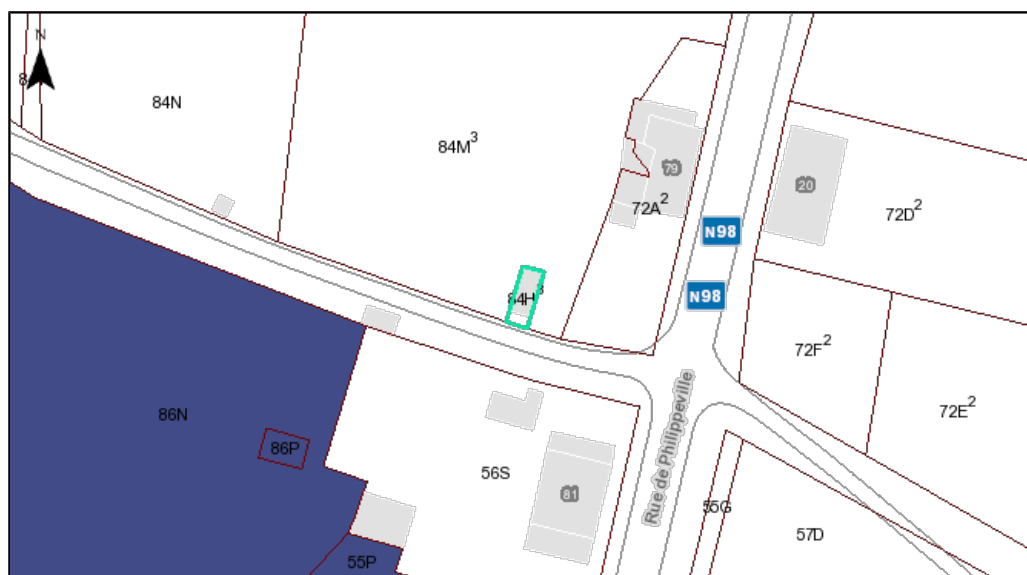 N
84N
84M³
79
20
72A²
72D²
N98
84H³
N98
72F²
72E²
Rue de Philippeville
86N
86P
56S
81
55G
57D
55P